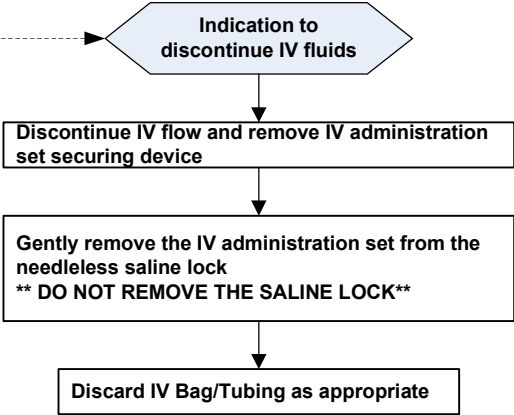 Indication to
discontinue IV fluids
Discontinue IV flow and remove IV administration
set securing device
Gently remove the IV administration set from the
needleless saline lock
** DO NOT REMOVE THE SALINE LOCK**
Discard IV Bag/Tubing as appropriate